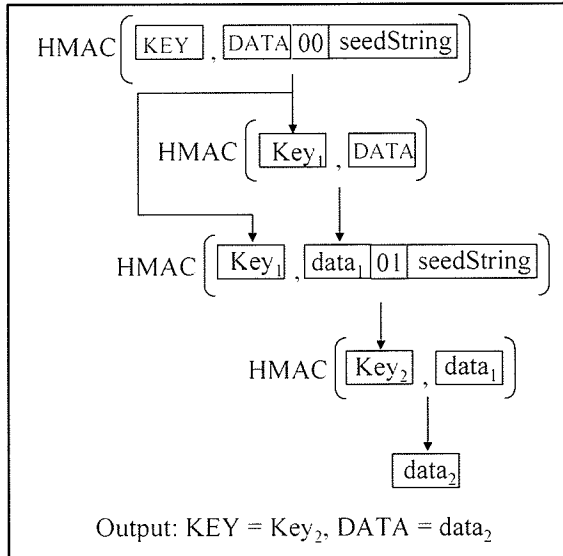 HMAC ( KEY , DATA 00 seedString )
HMAC ( Key₁ , DATA )
HMAC ( Key₁ , data₁ 01 seedString )
HMAC ( Key₂ , data₁ )
data₂
Output: KEY = Key₂, DATA = data₂